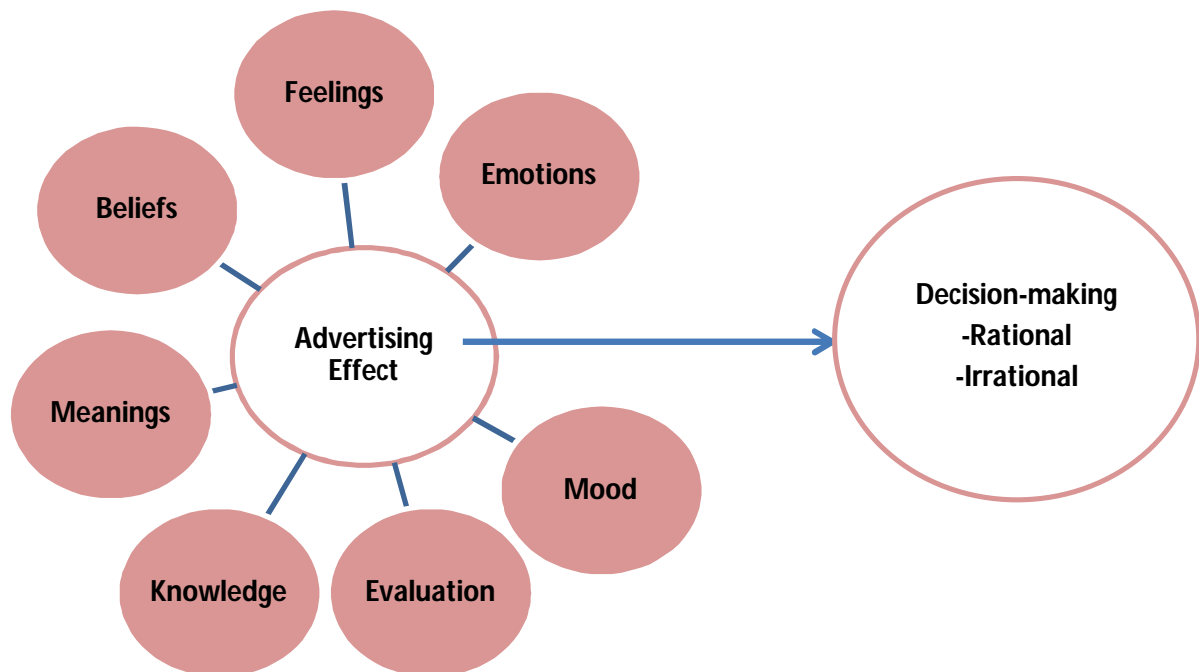 Feelings
Emotions
Beliefs
Advertising
Effect
Decision-making
-Rational
-Irrational
Meanings
Mood
Knowledge
Evaluation